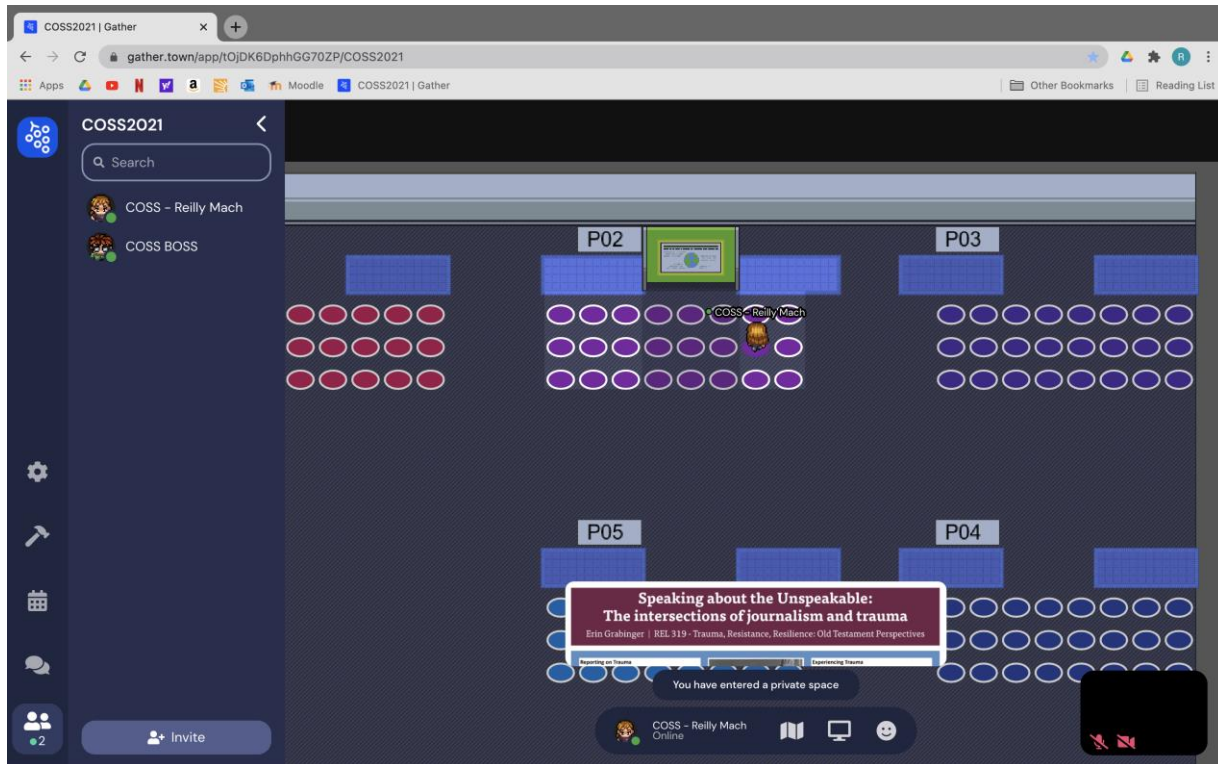 COSS2021 | Gather
gather.town/app/tOjDK6DphhGG70ZP/COSS2021
R
Apps
Moodle
COSS2021 | Gather
Other Bookmarks
Reading List
COSS2021
Search
COSS - Reilly Mach
COSS BOSS
P02
P03
COSS - Reilly Mach
P05
P04
Speaking about the Unspeakable:
The intersections of journalism and trauma
Erin Grabinger | REL 319 - Trauma, Resistance, Resilience: Old Testament Perspectives
Reporting on Trauma
Experiencing Trauma
You have entered a private space
COSS - Reilly Mach
Online
2
Invite